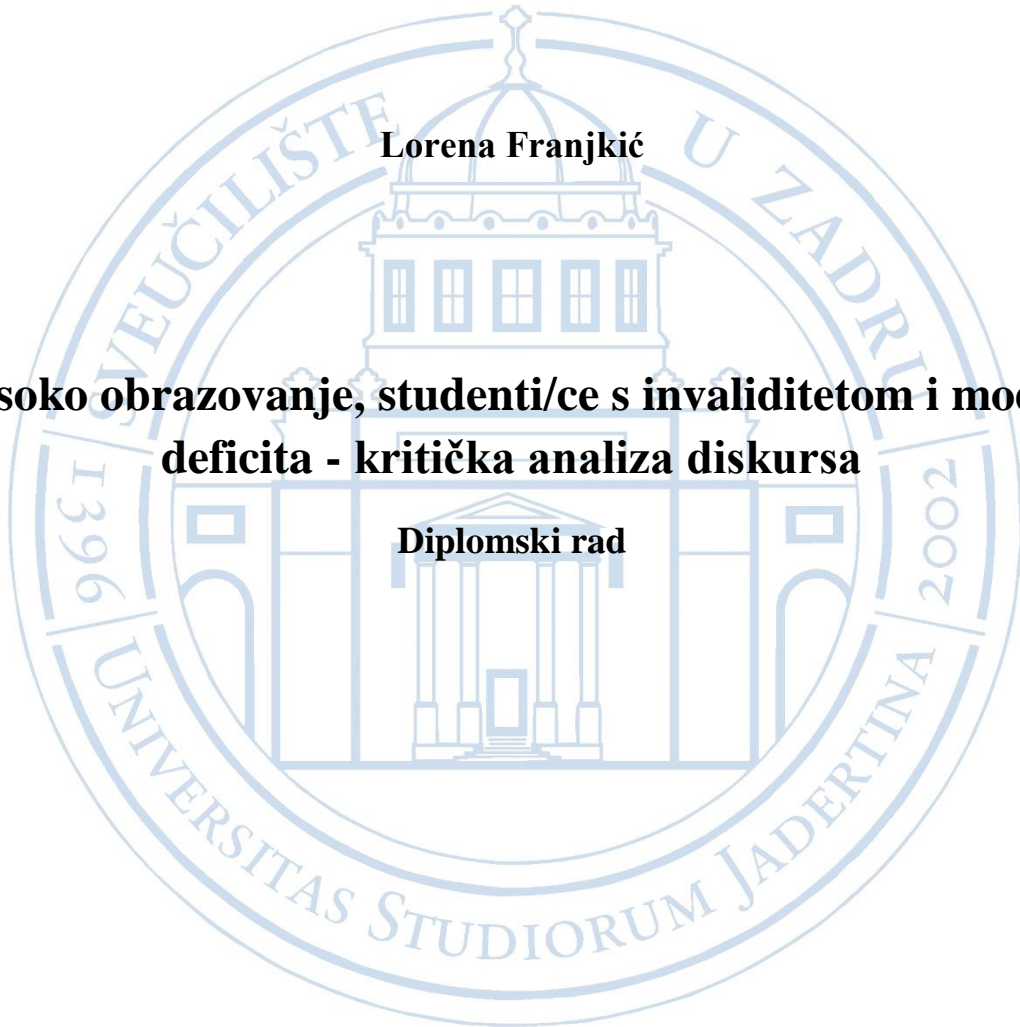 SVEUČILIŠTE U ZADRU
Lorena Franjkić
soko obrazovanje, studenti/ce s invaliditetom i mod
deficita - kritička analiza diskursa
Diplomski rad
1396
2002
UNIVERSITAS STUDIORUM JADERTINA